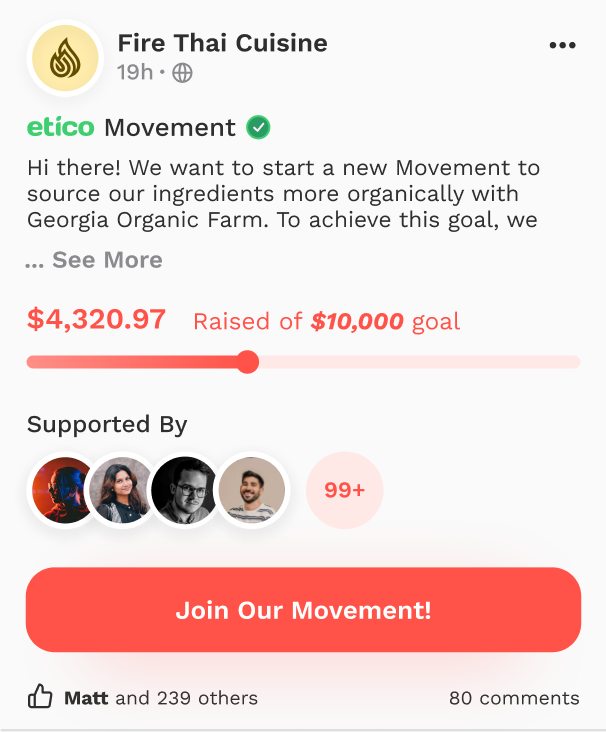 Fire Thai Cuisine
19h ·
etico Movement
Hi there! We want to start a new Movement to
source our ingredients more organically with
Georgia Organic Farm. To achieve this goal, we
... See More
$4,320.97 Raised of $10,000 goal
Supported By
99+
Join Our Movement!
Matt and 239 others 80 comments